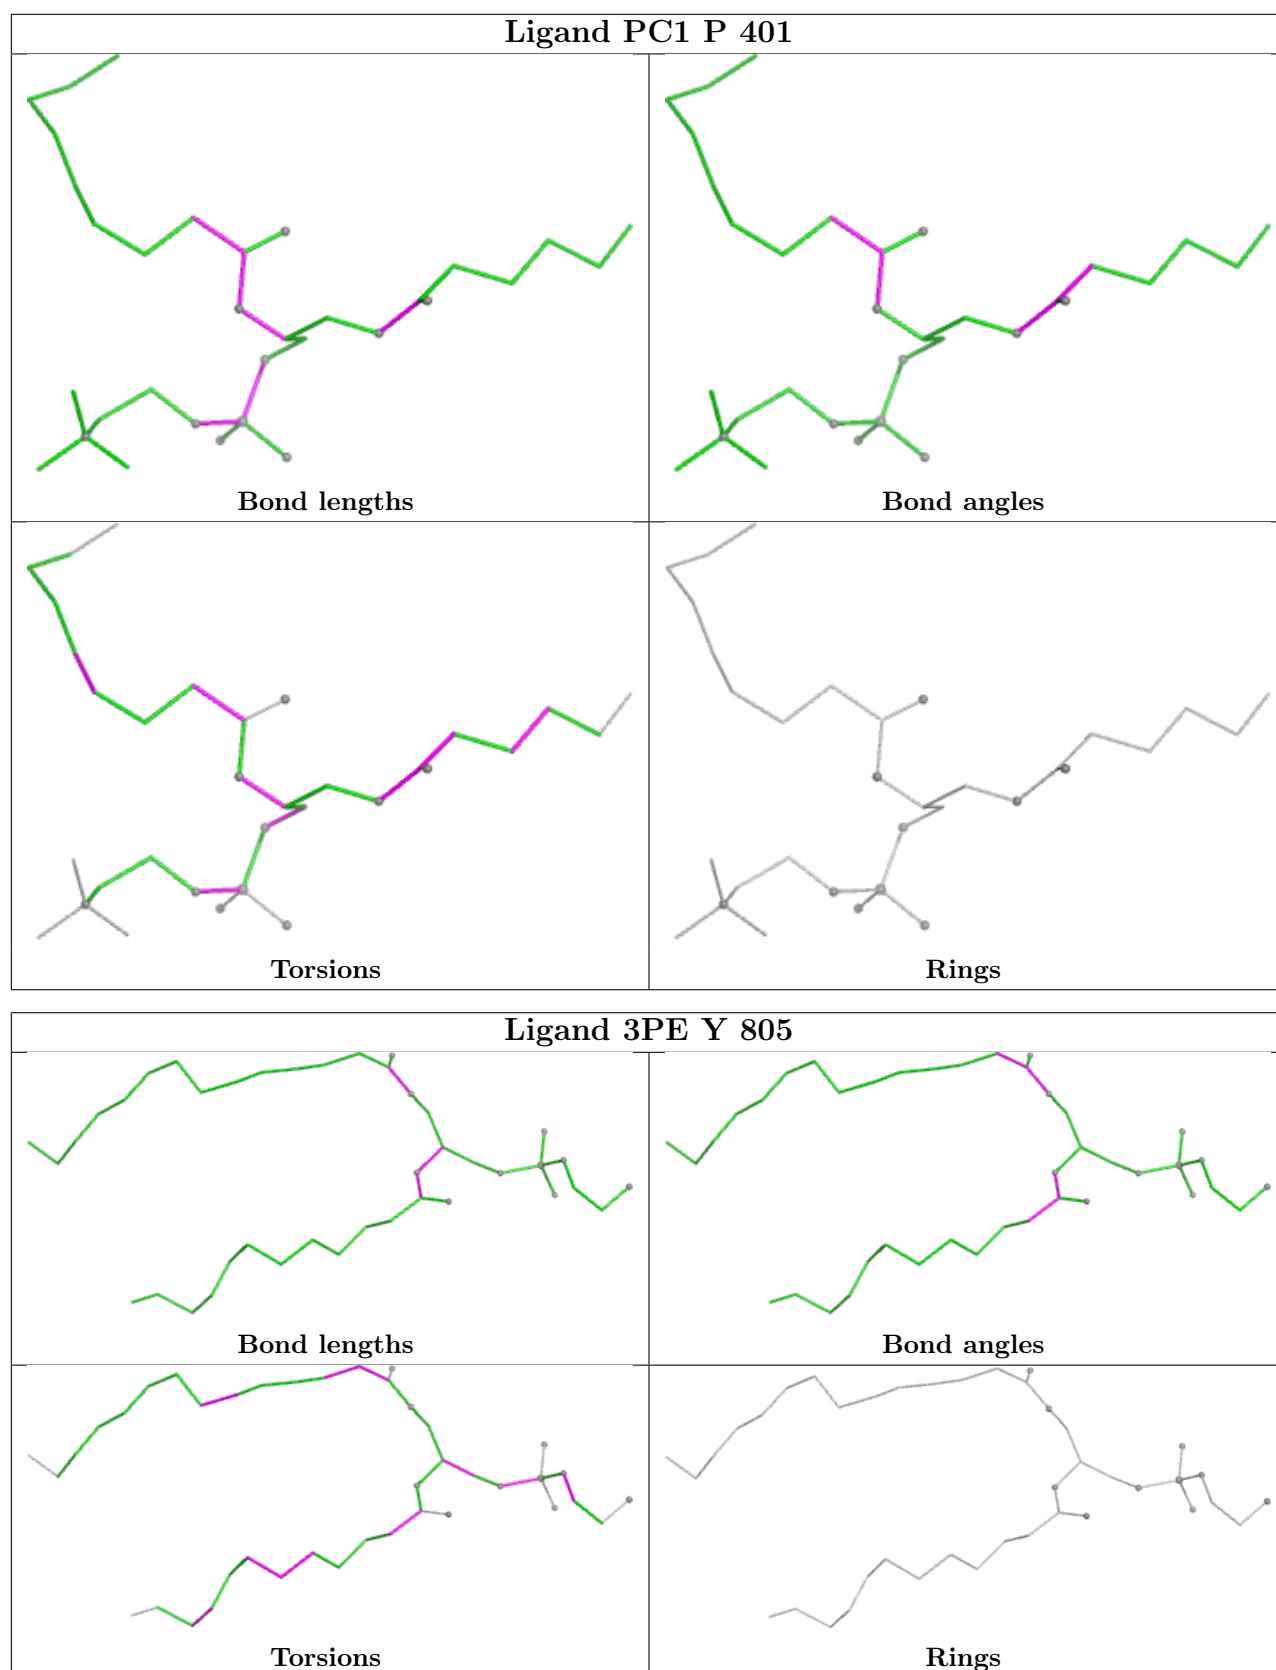 Ligand PC1 P 401
Bond lengths
Bond angles
Torsions
Rings
Ligand 3PE Y 805
Bond lengths
Bond angles
Torsions
Rings